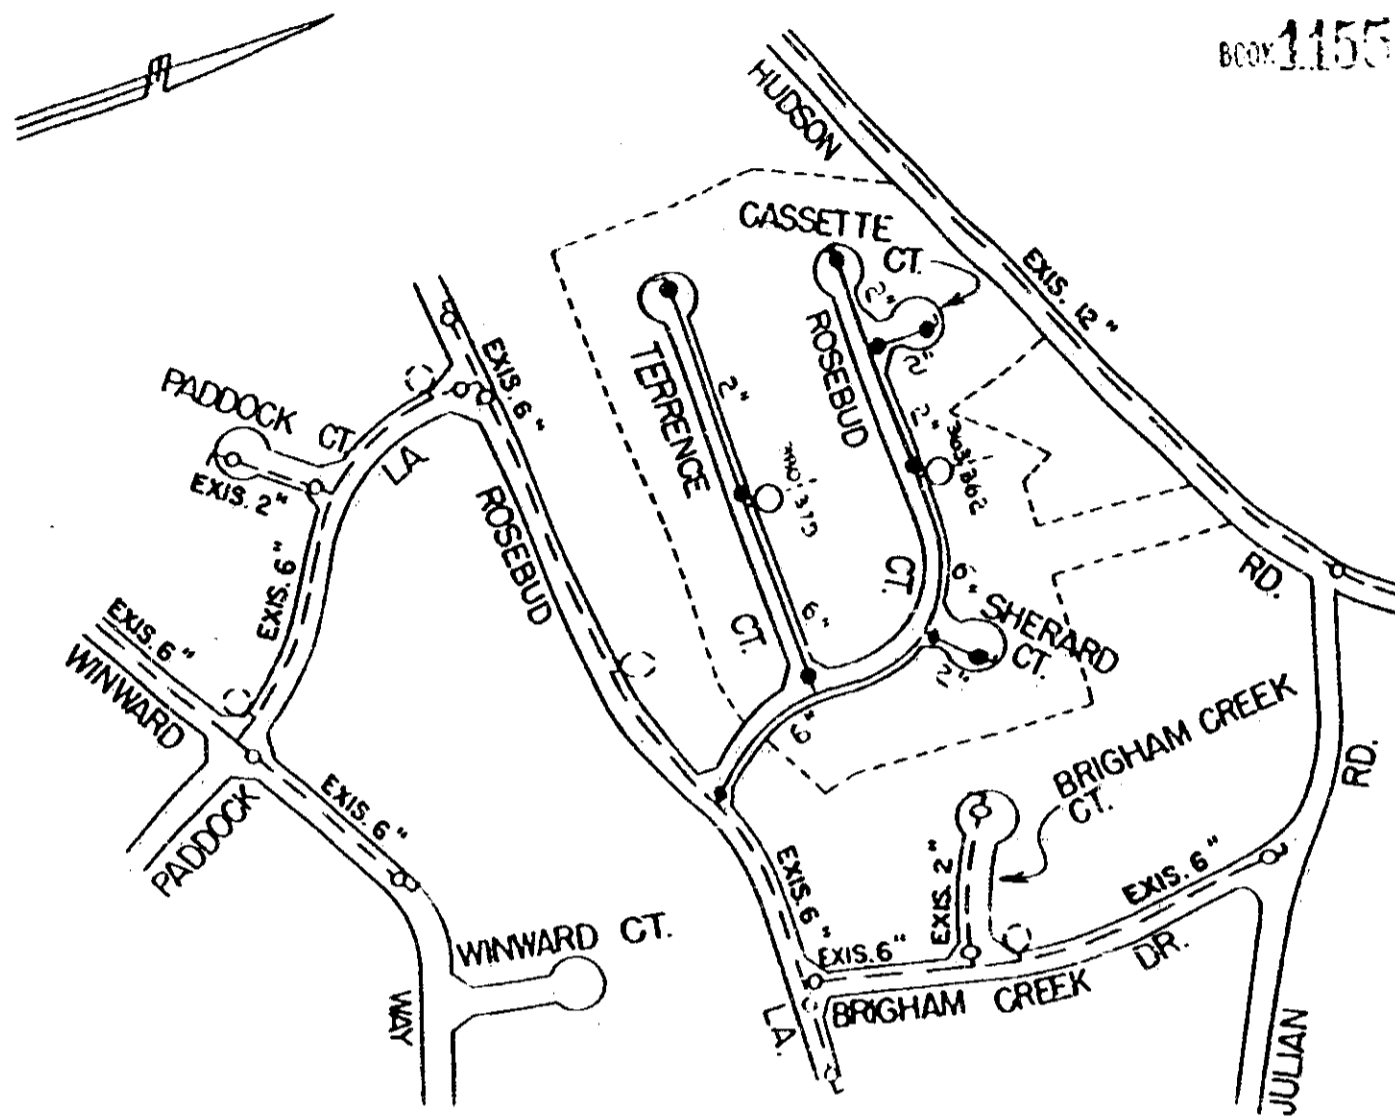 BOOK 1155
HUDSON
RD.
EXIS. 12"
CASSETTE
CT.
2"
2"
ROSEBUD
CT.
2"
6"
TERRENCE
CT.
2"
6"
6"
SHERARD
CT.
2"
EXIS. 6"
PADDOCK CT.
LA.
EXIS. 2"
EXIS. 6"
ROSEBUD
LA.
EXIS. 6"
WINWARD
WAY
PADDOCK
EXIS. 6"
WINWARD CT.
EXIS. 6"
EXIS. 6"
EXIS. 2"
BRIGHAM CREEK
CT.
EXIS. 6"
BRIGHAM CREEK DR.
JULIAN
RD.